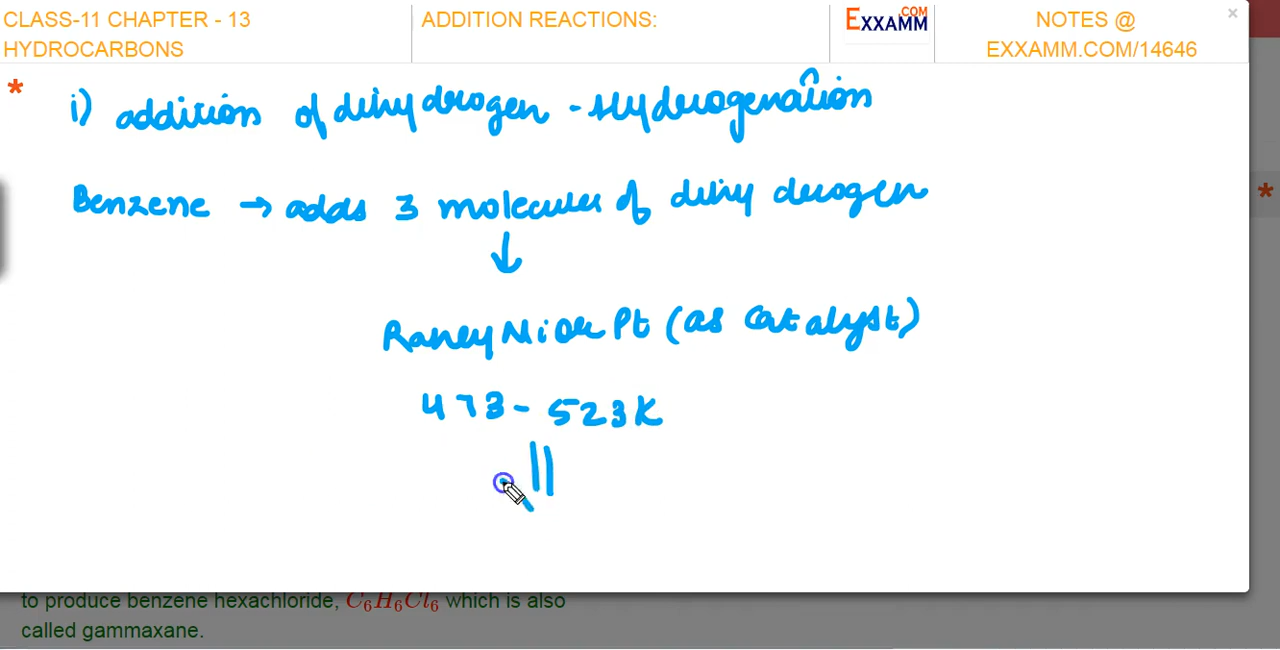 CLASS-11 CHAPTER - 13
HYDROCARBONS
ADDITION REACTIONS:
EXXAMM
.COM
NOTES @
EXXAMM.COM/14646
×
*
i) addition of dihydrogen - Hydrogenation
Benzene → adds 3 molecules of dihydrogen
↓
Raney Ni or Pt (as catalyst)
473 - 523K
*
to produce benzene hexachloride, C₆H₆Cl₆ which is also
called gammaxane.